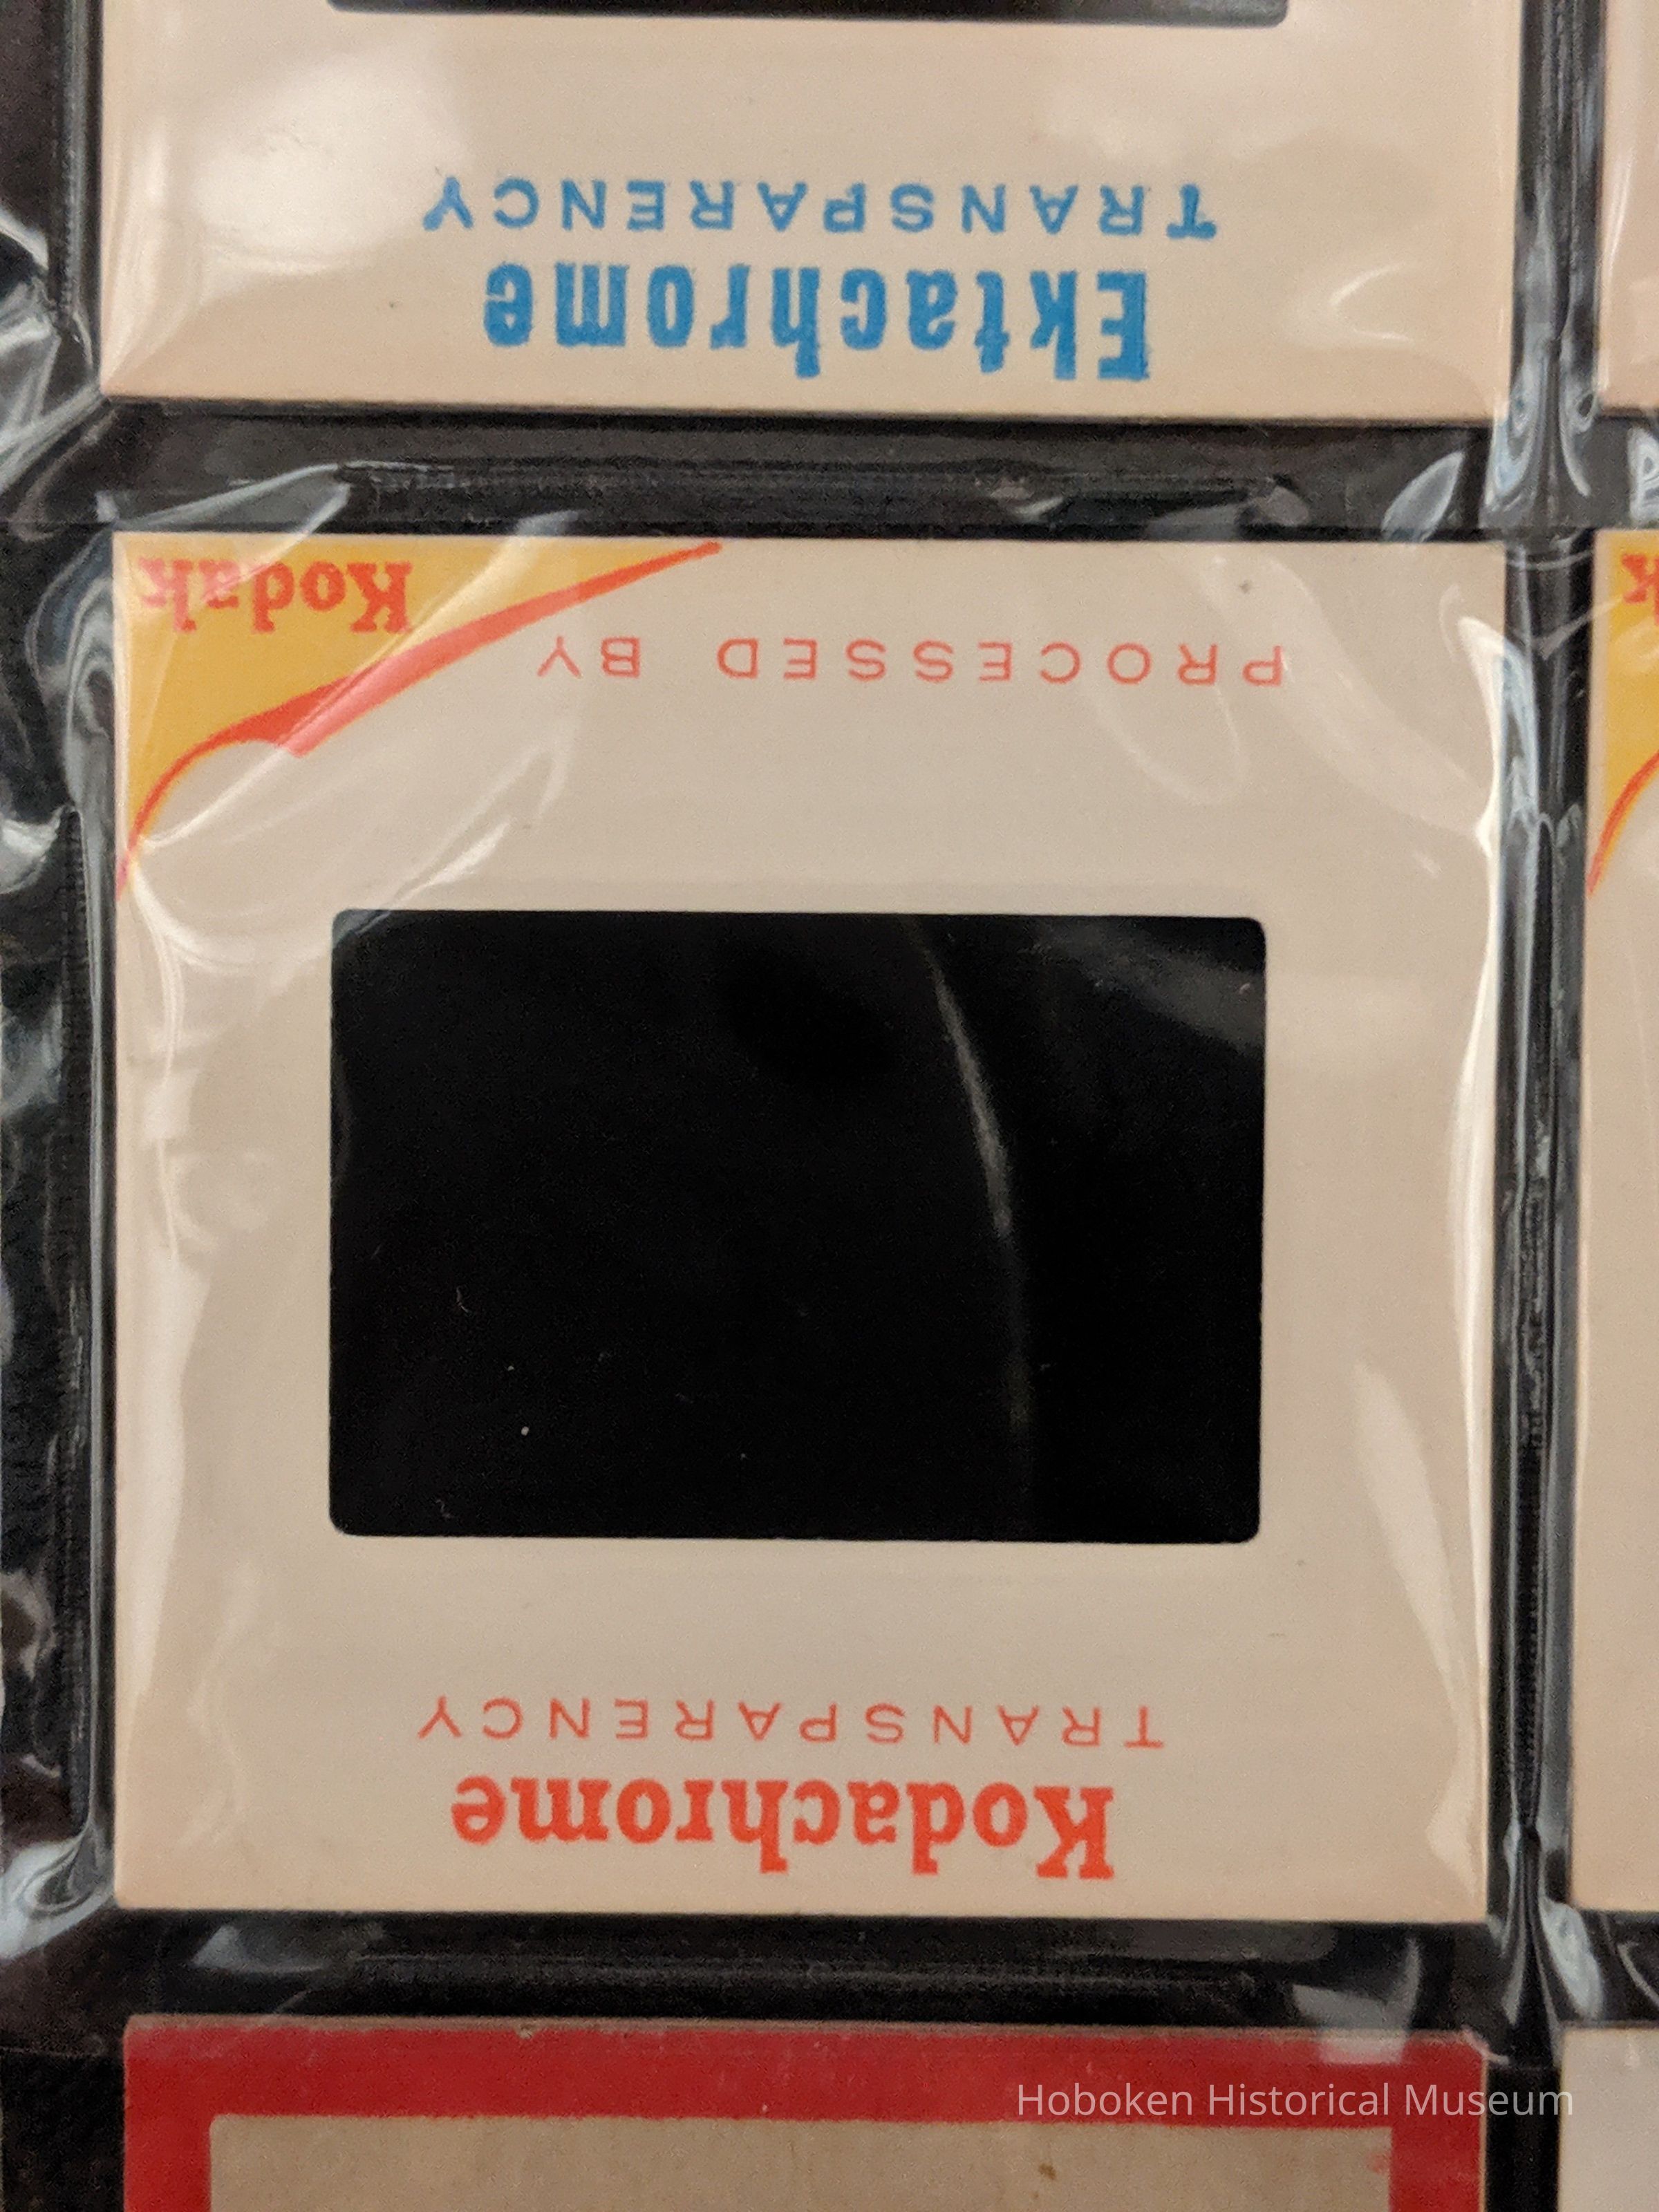 Ektachrome
TRANSPARENCY
Kodachrome
TRANSPARENCY
PROCESSED BY
Kodak
k
Hoboken Historical Museum